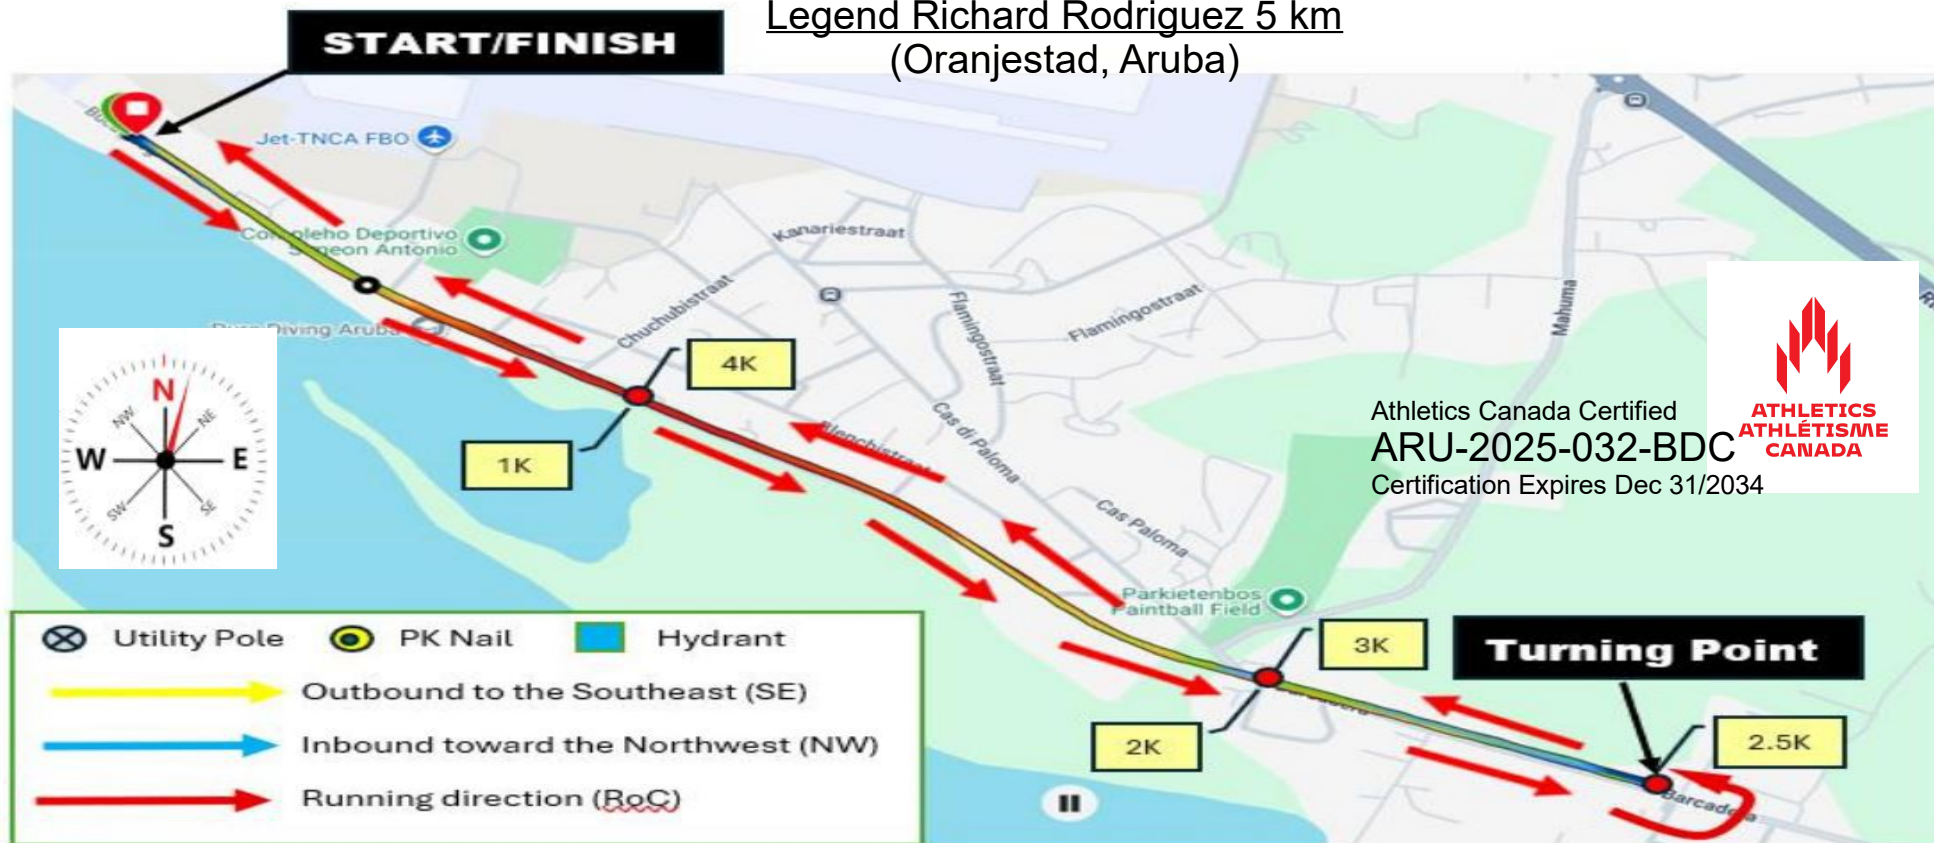 Legend Richard Rodriguez 5 km
(Oranjestad, Aruba)
START/FINISH
Jet-TNCA FBO
Kanariestraat
Chuchubistraat
Flamingostraat
Flamingostraat
Mahuma
Diving Aruba
4K
1K
Cas di Paloma
Cas Paloma
Athletics Canada Certified
ARU-2025-032-BDC
Certification Expires Dec 31/2034
ATHLETICS
ATHLÉTISME
CANADA
N
NW
NE
W
E
SW
SE
S
Parkietenbos
Paintball Field
3K
2K
Turning Point
2.5K
Barcadera
Utility Pole
PK Nail
Hydrant
Outbound to the Southeast (SE)
Inbound toward the Northwest (NW)
Running direction (RoC)